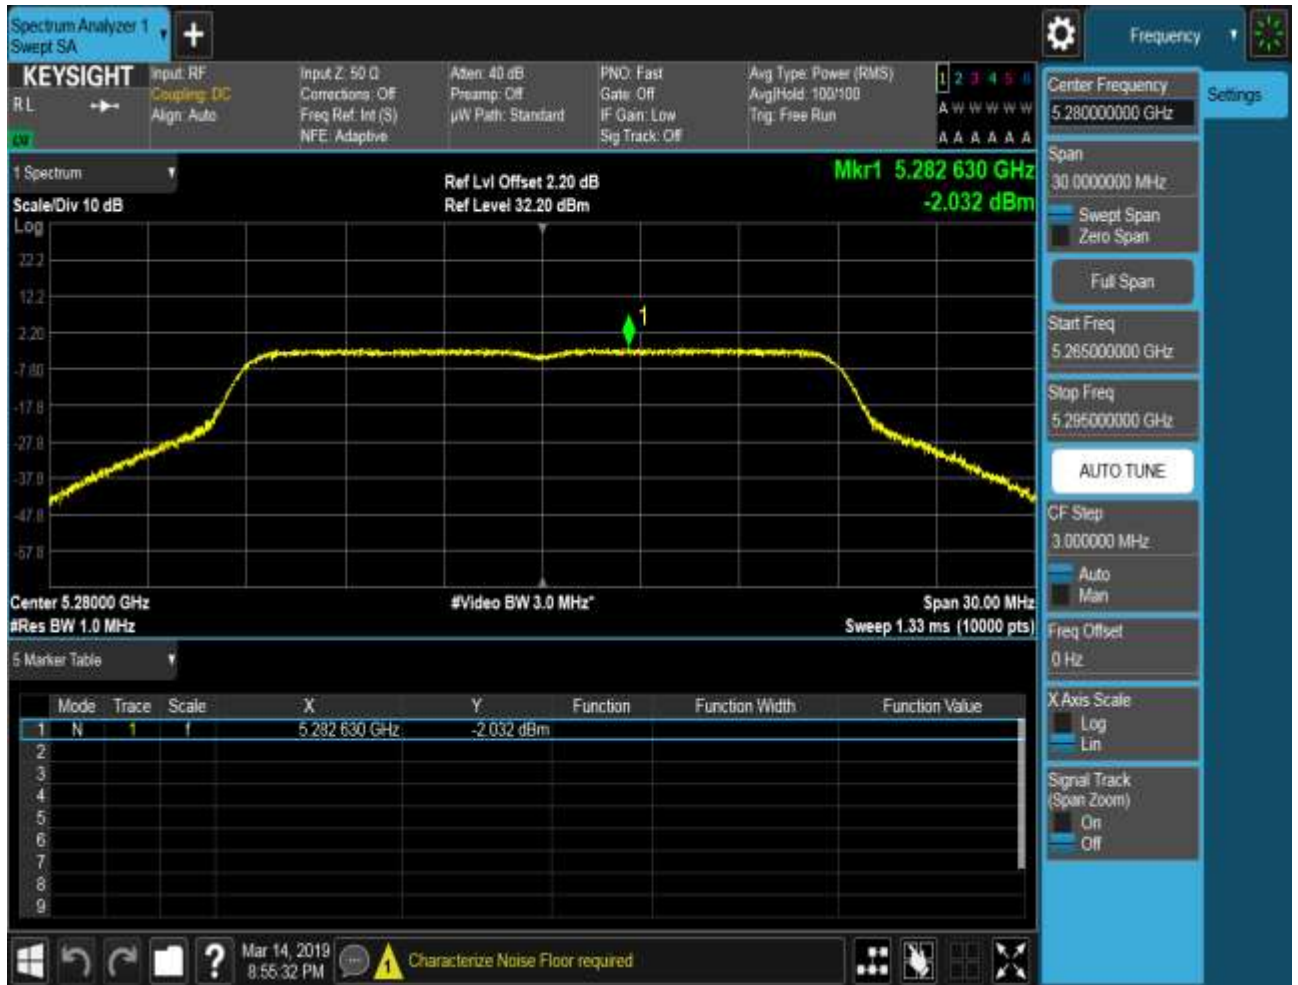 Spectrum Analyzer 1
Swept SA
Frequency
KEYSIGHT
R L
Input: RF
Coupling: DC
Align: Auto
Input Z: 50 Ω
Corrections: Off
Freq Ref: Int (S)
NFE: Adaptive
Atten: 40 dB
Preamp: Off
µW Path: Standard
PNO: Fast
Gate: Off
IF Gain: Low
Sig Track: Off
Avg Type: Power (RMS)
Avg|Hold: 100/100
Trig: Free Run
1 2 3 4 5 6
A W W W W W
A A A A A A
1 Spectrum
Scale/Div 10 dB
Log
Ref Lvl Offset 2.20 dB
Ref Level 32.20 dBm
Mkr1 5.282 630 GHz
-2.032 dBm
22.2
12.2
2.20
-7.80
-17.8
-27.8
-37.8
-47.8
-57.8
1
Center 5.28000 GHz
#Res BW 1.0 MHz
#Video BW 3.0 MHz*
Span 30.00 MHz
Sweep 1.33 ms (10000 pts)
5 Marker Table
Mode Trace Scale X Y Function Function Width Function Value
1 N 1 f 5.282 630 GHz -2.032 dBm
2
3
4
5
6
7
8
9
Mar 14, 2019
8:55:32 PM
Characterize Noise Floor required
Center Frequency
5.280000000 GHz
Settings
Span
30.0000000 MHz
Swept Span
Zero Span
Full Span
Start Freq
5.265000000 GHz
Stop Freq
5.295000000 GHz
AUTO TUNE
CF Step
3.000000 MHz
Auto
Man
Freq Offset
0 Hz
X Axis Scale
Log
Lin
Signal Track
(Span Zoom)
On
Off